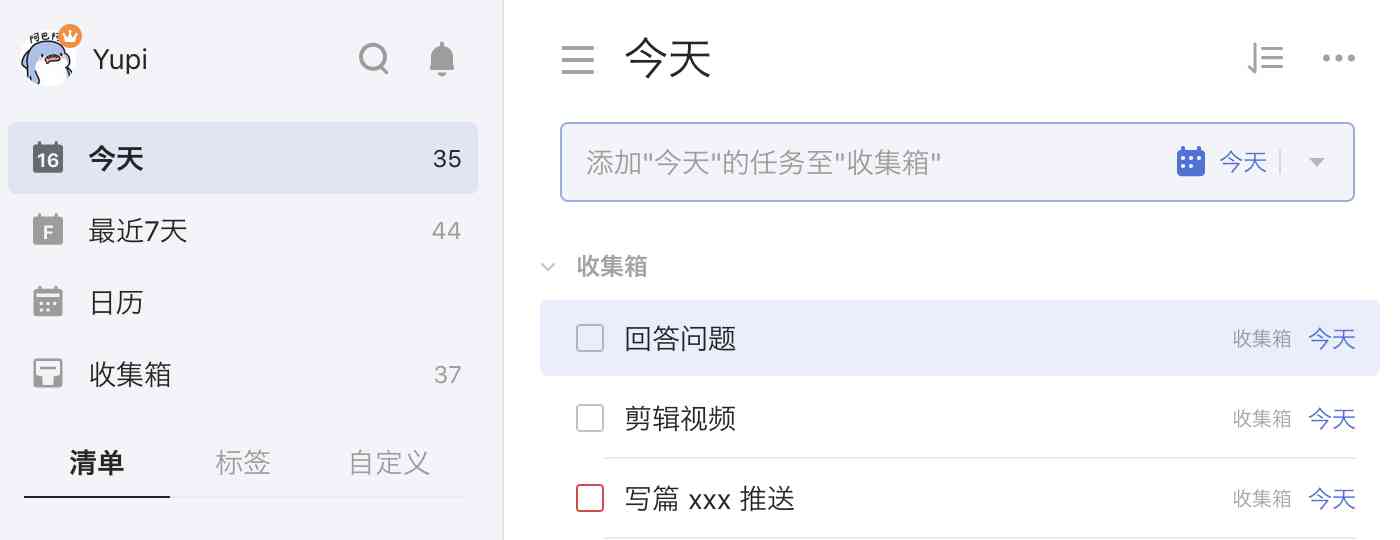 阿巴阿
Yupi
16 今天 35
F 最近7天 44
日历
收集箱 37
清单 标签 自定义
今天
添加"今天"的任务至"收集箱" 今天
收集箱
回答问题 收集箱 今天
剪辑视频 收集箱 今天
写篇 xxx 推送 收集箱 今天